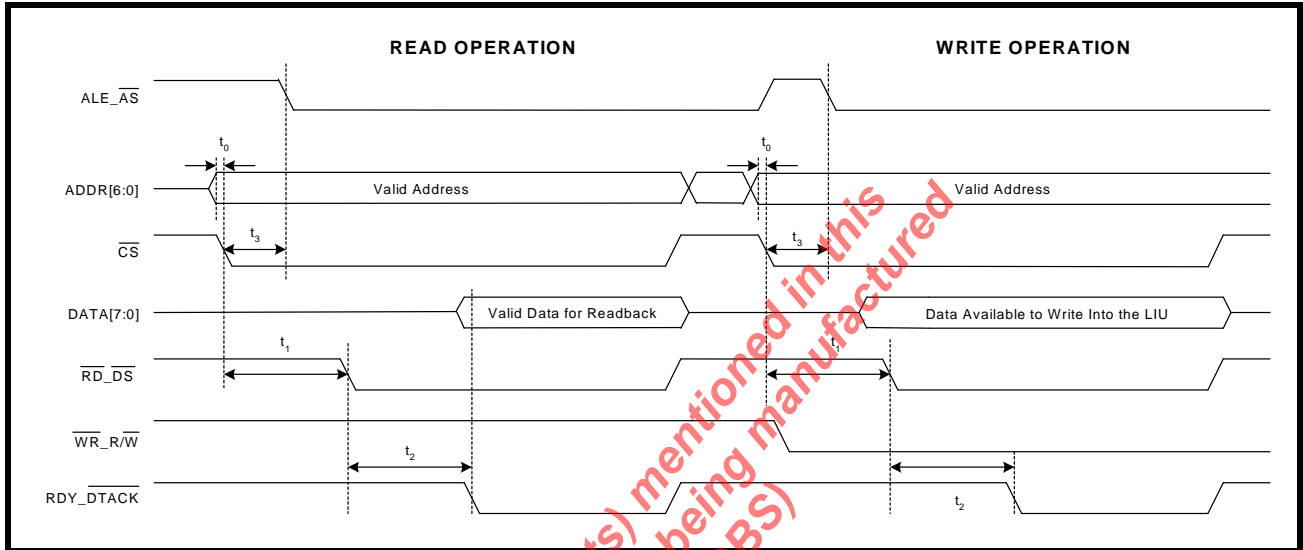 READ OPERATION WRITE OPERATION
ALE_AS
t0 t0
ADDR[6:0] Valid Address Valid Address
CS t3 t3
DATA[7:0] Valid Data for Readback Data Available to Write Into the LIU
t1 t1
RD_DS
WR_R/W
t2
RDY_DTACK t2
ts) mentioned in this
being manufactured
BS)